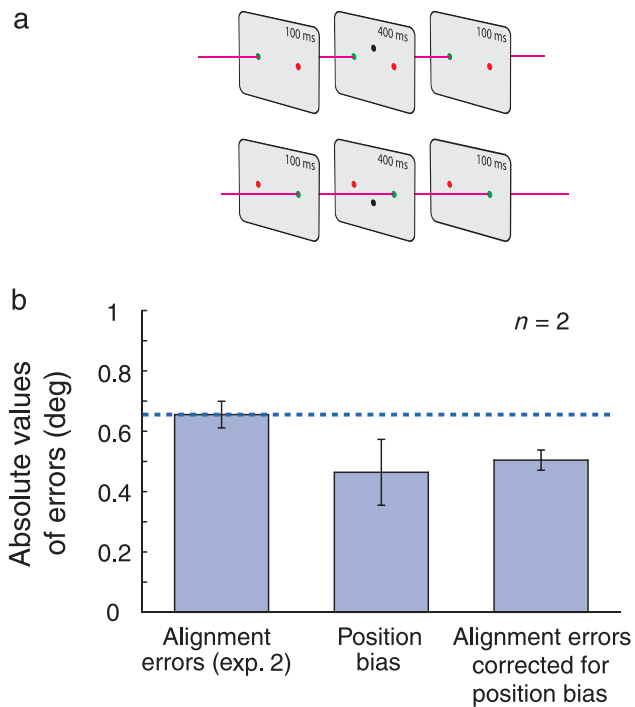 a
100 ms
400 ms
100 ms
100 ms
400 ms
100 ms
b
n = 2
Absolute values
of errors (deg)
1
0.8
0.6
0.4
0.2
0
Alignment
errors (exp. 2)
Position
bias
Alignment errors
corrected for
position bias